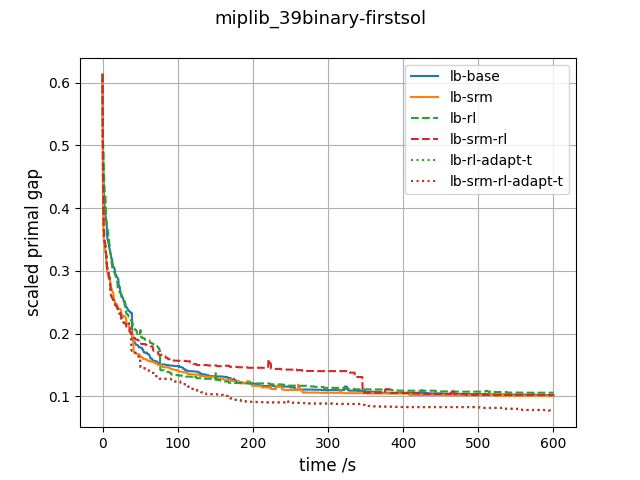 miplib_39binary-firstsol
scaled primal gap
0.6
0.5
0.4
0.3
0.2
0.1
lb-base
lb-srm
lb-rl
lb-srm-rl
lb-rl-adapt-t
lb-srm-rl-adapt-t
0 100 200 300 400 500 600
time /s